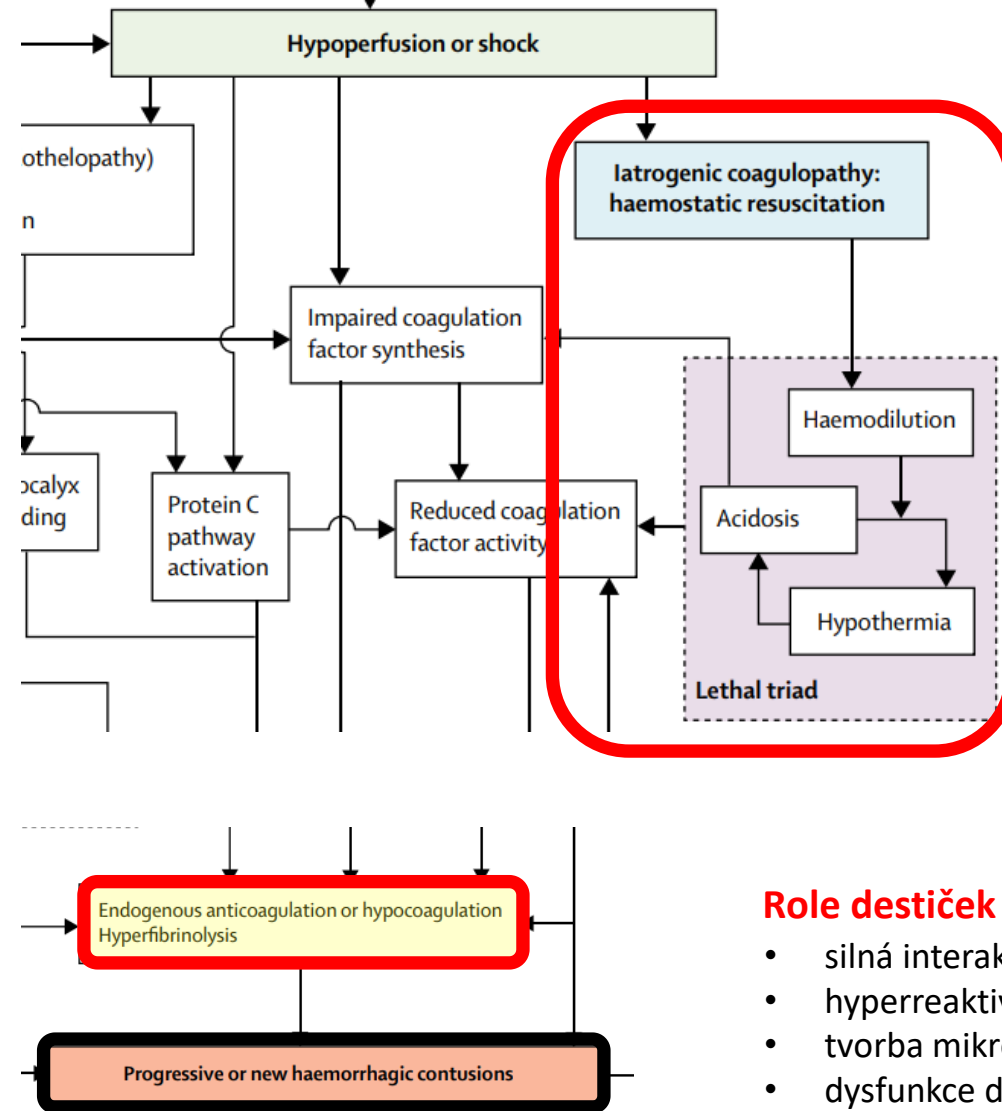 Hypoperfusion or shock
othelopathy)
n
Iatrogenic coagulopathy:
haemostatic resuscitation
Impaired coagulation
factor synthesis
Haemodilution
ocalyx
ding
Protein C
pathway
activation
Reduced coagulation
factor activity
Acidosis
Hypothermia
Lethal triad
Endogenous anticoagulation or hypocoagulation
Hyperfibrinolysis
Progressive or new haemorrhagic contusions
Role destiček
• silná interak
• hyperreaktiv
• tvorba mikro
• dysfunkce d